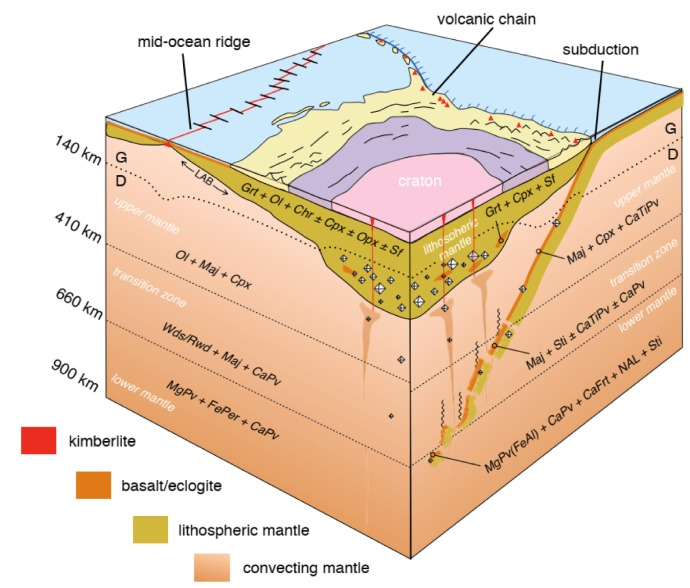 volcanic chain
mid-ocean ridge
subduction
140 km
G
D
G
D
LAB
craton
Grt + Ol + Chr ± Cpx ± Opx ± Sf
Grt + Cpx + Sf
lithospheric
mantle
upper mantle
upper mantle
410 km
Ol + Maj + Cpx
Maj + Cpx + CaTiPv
transition zone
transition zone
660 km
Wds/Rwd + Maj + CaPv
Maj + Sti ± CaTiPv ± CaPv
lower mantle
900 km
lower mantle
MgPv + FePer + CaPv
MgPv(FeAl) + CaPv + CaFrt + NAL + Sti
kimberlite
basalt/eclogite
lithospheric mantle
convecting mantle